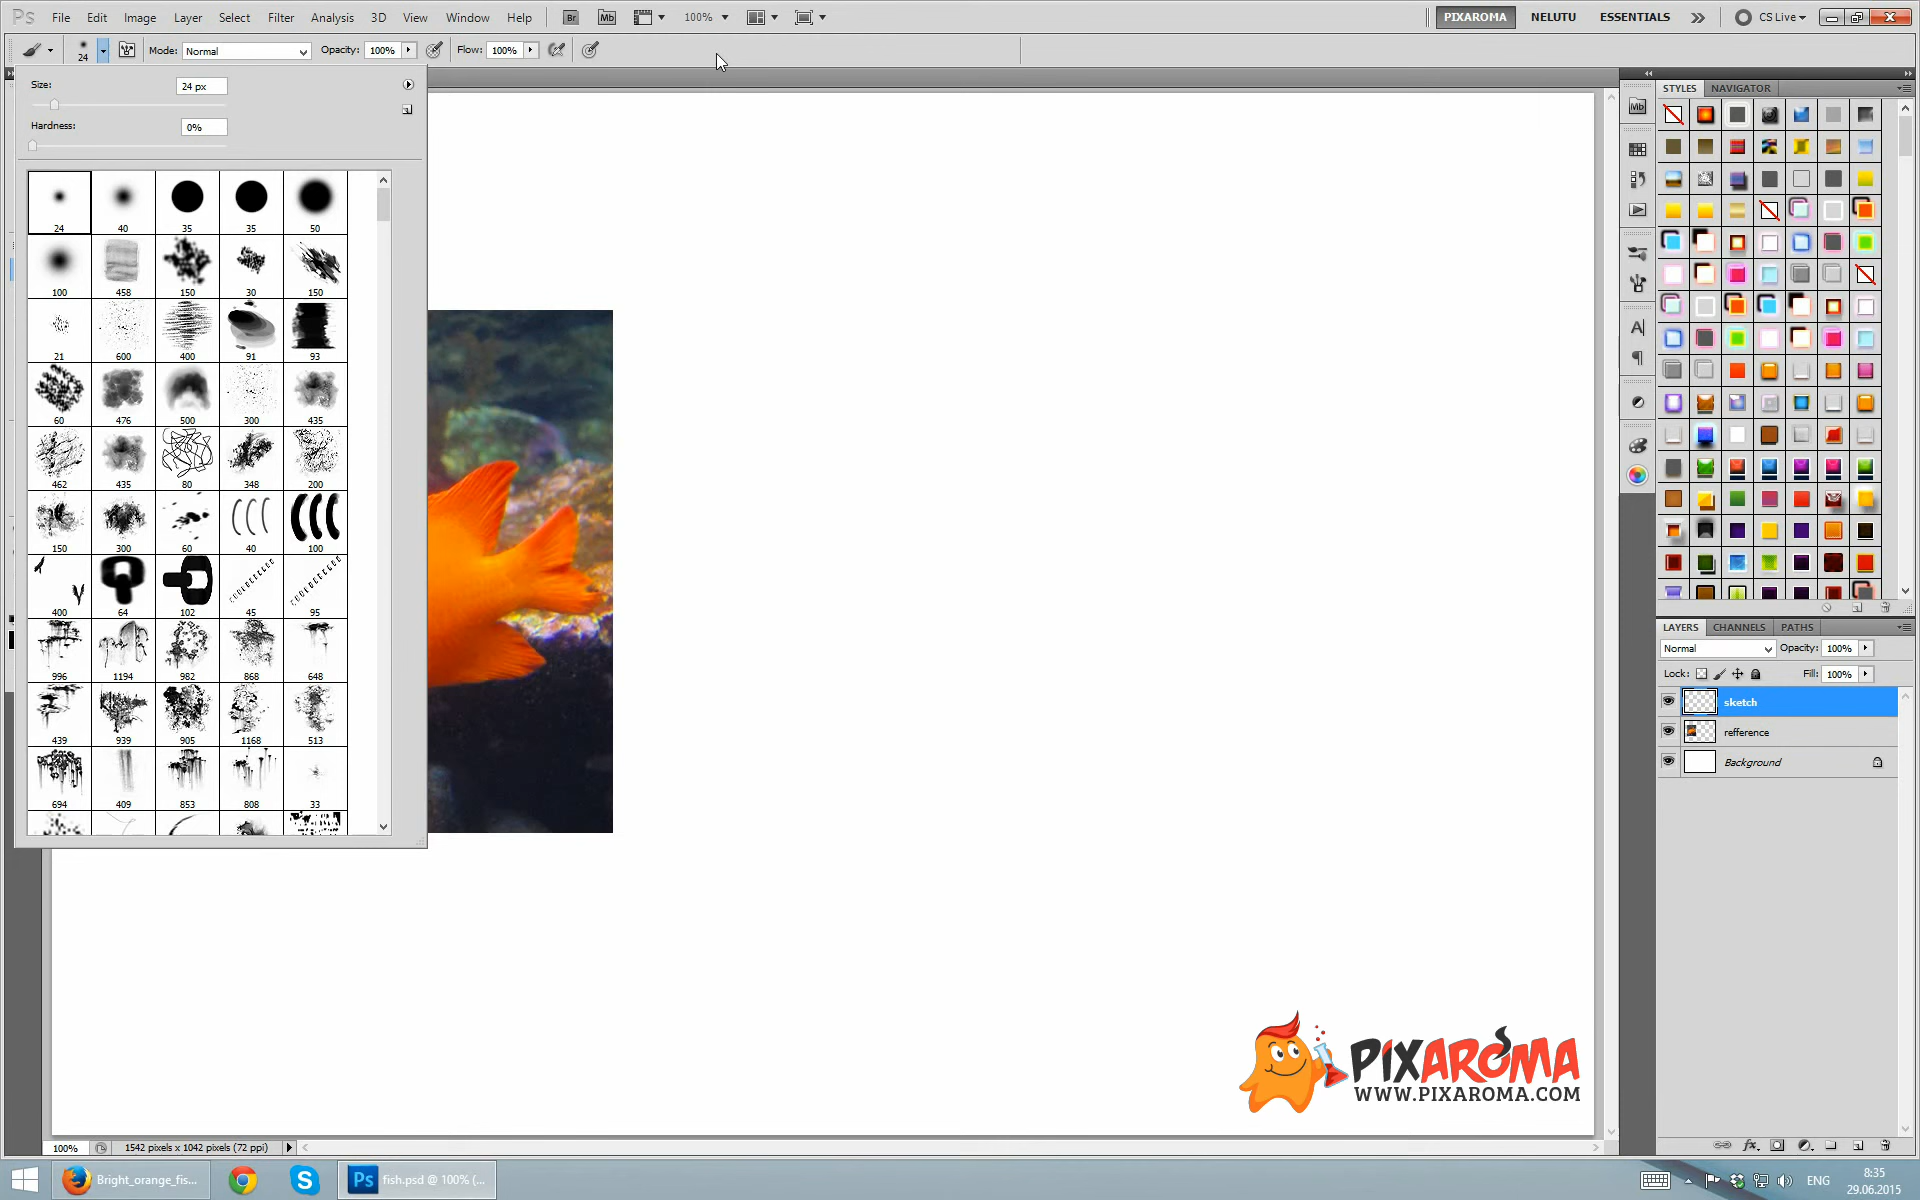 Ps File Edit Image Layer Select Filter Analysis 3D View Window Help Br Mb 100% PIXAROMA NELUTU ESSENTIALS CS Live
24 Mode: Normal Opacity: 100% Flow: 100%
Size: 24 px
Hardness: 0%
24 40 35 35 50
100 458 150 30 150
21 600 400 91 93
60 476 500 300 435
462 435 80 348 200
150 300 60 40 100
400 64 102 45 95
996 1194 982 868 648
439 939 905 1168 513
694 409 853 808 33
Mb
STYLES NAVIGATOR
LAYERS CHANNELS PATHS
Normal Opacity: 100%
Lock: Fill: 100%
sketch
refference
Background
PIXAROMA
WWW.PIXAROMA.COM
100% 1542 pixels x 1042 pixels (72 ppi)
Bright_orange_fis... Ps fish.psd @ 100% (... ENG 8:35
29.06.2015